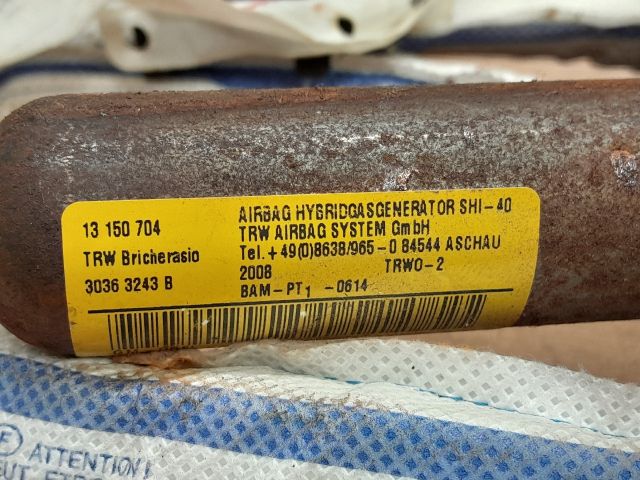 13 150 704
TRW Bricherasio
3036 3243 B
AIRBAG HYBRIDGASGENERATOR SHI-40
TRW AIRBAG SYSTEM GmbH
Tel.+49(0)8638/965-0 84544 ASCHAU
2008 TRWO-2
BAM-PT1 -0614
ATTENTION!